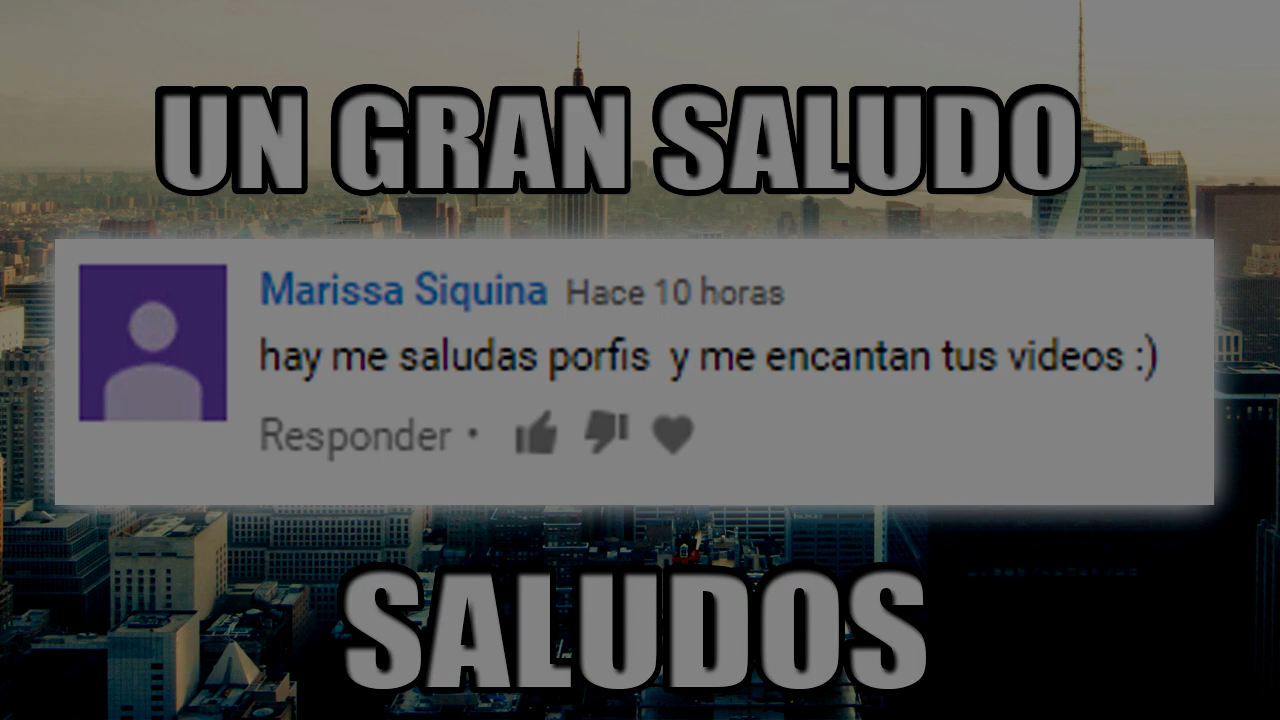 UN GRAN SALUDO
Marissa Siquina Hace 10 horas
hay me saludas porfis y me encantan tus videos :)
Responder •
SALUDOS